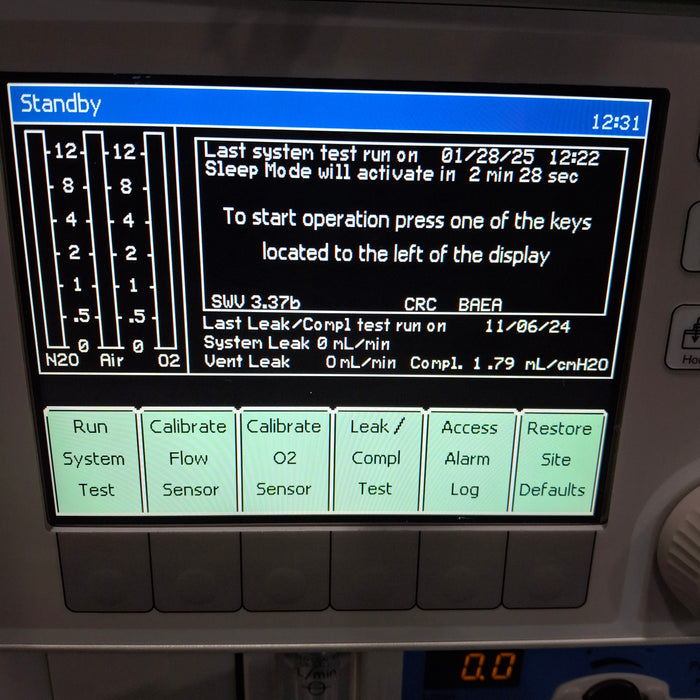 Standby
12:31
12 12
8 8
4 4
2 2
1 1
.5 .5
0 0
N2O Air O2
Last system test run on 01/28/25 12:22
Sleep Mode will activate in 2 min 28 sec
To start operation press one of the keys
located to the left of the display
SWV 3.37b CRC BAEA
Last Leak/Compl test run on 11/06/24
System Leak 0 mL/min
Vent Leak 0 mL/min Compl. 1.79 mL/cmH2O
Run
System
Test
Calibrate
Flow
Sensor
Calibrate
O2
Sensor
Leak /
Compl
Test
Access
Alarm
Log
Restore
Site
Defaults
L/min
0.0